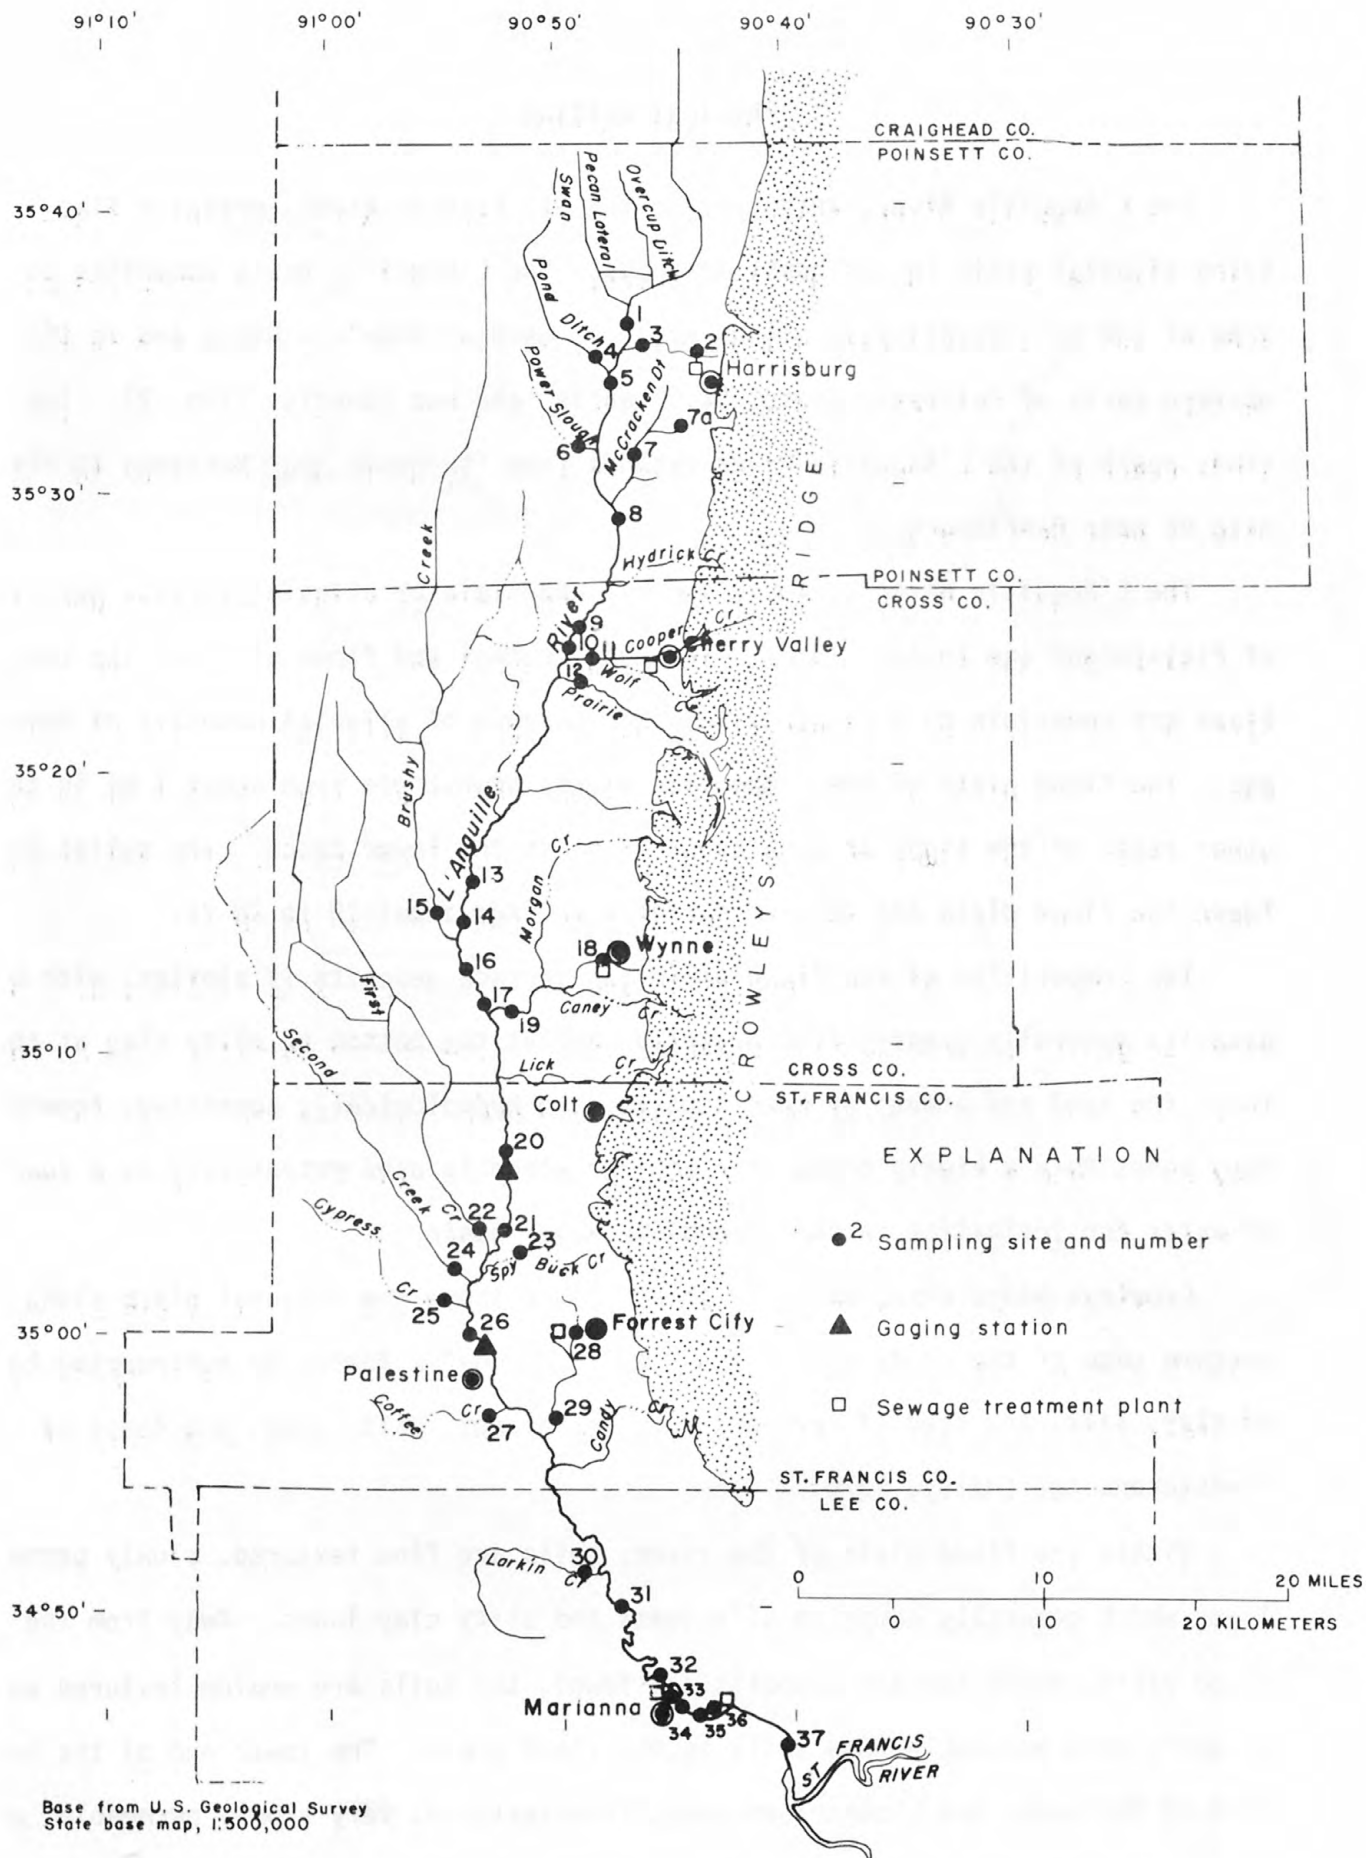 91°10'
91°00'
90°50'
90°40'
90°30'
CRAIGHEAD CO.
POINSETT CO.
35°40'
Swan
Pond Ditch
Pecan Lateral
Overcup Ditch
1
3
2
4
Harrisburg
5
Power Slough
McCracken Dt
7a
6
7
35°30'
8
Hydrick Cr
Creek
POINSETT CO.
CROSS CO.
River
9
10
11
Cooper Cr
Cherry Valley
12
Wolf Cr
Prairie Cr
35°20'
Brushy
L'Anguille
Morgan Cr
CROWLEYS RIDGE
13
15
14
18
Wynne
16
First
17
19
Caney Cr
35°10'
Second
Lick Cr
CROSS CO.
ST. FRANCIS CO.
Colt
20
EXPLANATION
Creek
Cr
Cypress
22
21
23
24
Spy Buck Cr
2 Sampling site and number
Cr
25
35°00'
26
Forrest City
28
Gaging station
Palestine
Coffee Cr
27
29
Candy Cr
Sewage treatment plant
ST. FRANCIS CO.
LEE CO.
Larkin Cr
30
0
10
20 MILES
34°50'
31
0
10
20 KILOMETERS
32
Marianna
33
34
35
36
37
ST FRANCIS
RIVER
Base from U.S. Geological Survey
State base map, 1:500,000